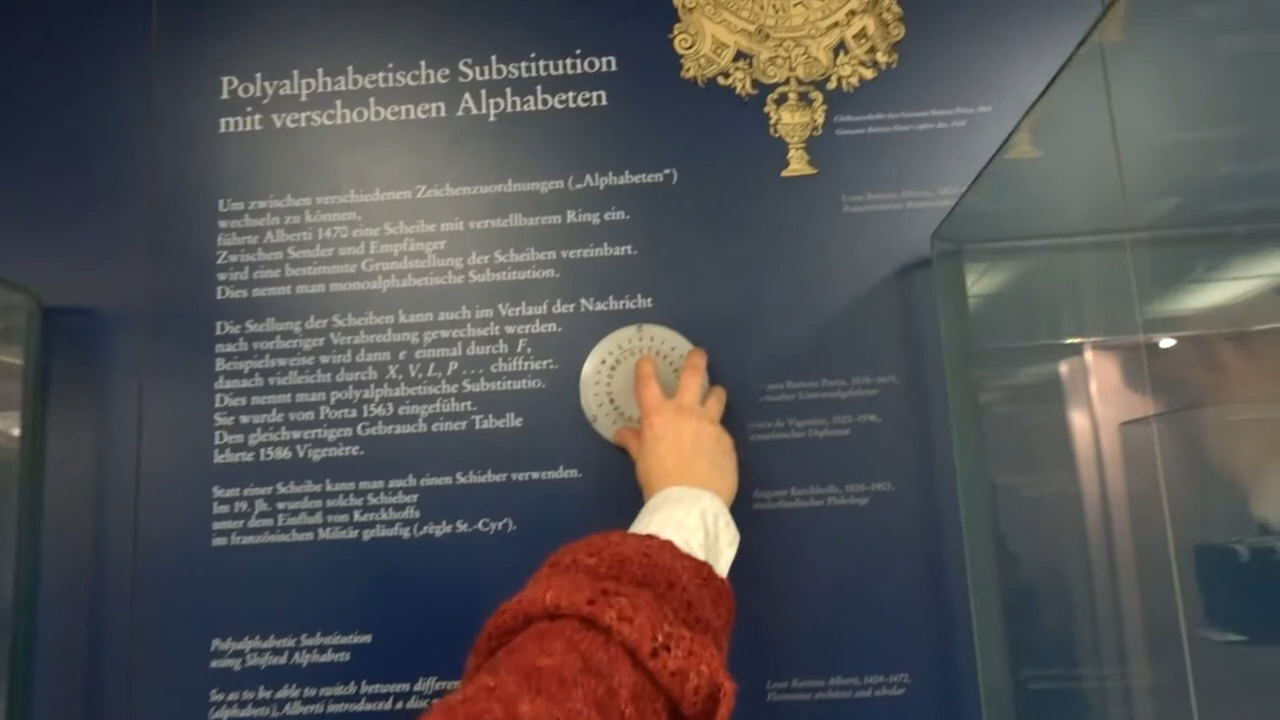 Polyalphabetische Substitution
mit verschobenen Alphabeten
Um zwischen verschiedenen Zeichenzuordnungen („Alphabeten“)
wechseln zu können,
führte Alberti 1470 eine Scheibe mit verstellbarem Ring ein.
Zwischen Sender und Empfänger
wird eine bestimmte Grundstellung der Scheiben vereinbart.
Dies nennt man monoalphabetische Substitution.
Die Stellung der Scheiben kann auch im Verlauf der Nachricht
nach vorheriger Verabredung gewechselt werden.
Beispielsweise wird dann e einmal durch F,
danach vielleicht durch X, V, L, P ... chiffrier
Dies nennt man polyalphabetische Substitutio
Sie wurde von Porta 1563 eingeführt.
Den gleichwertigen Gebrauch einer Tabelle
lehrte 1586 Vigenère.
Statt einer Scheibe kann man auch einen Schieber verwenden.
Im 19. Jh. wurden solche Schieber
unter dem Einfluß von Kerckhoffs
im französischen Militär geläufig („règle St.-Cyr“).
Polyalphabetic Substitution
using Shifted Alphabets
So as to be able to switch between differen
(alphabets), Alberti introduced a disc
Leone Battista Alberti, 1404–1472,
Florentine architect and scholar